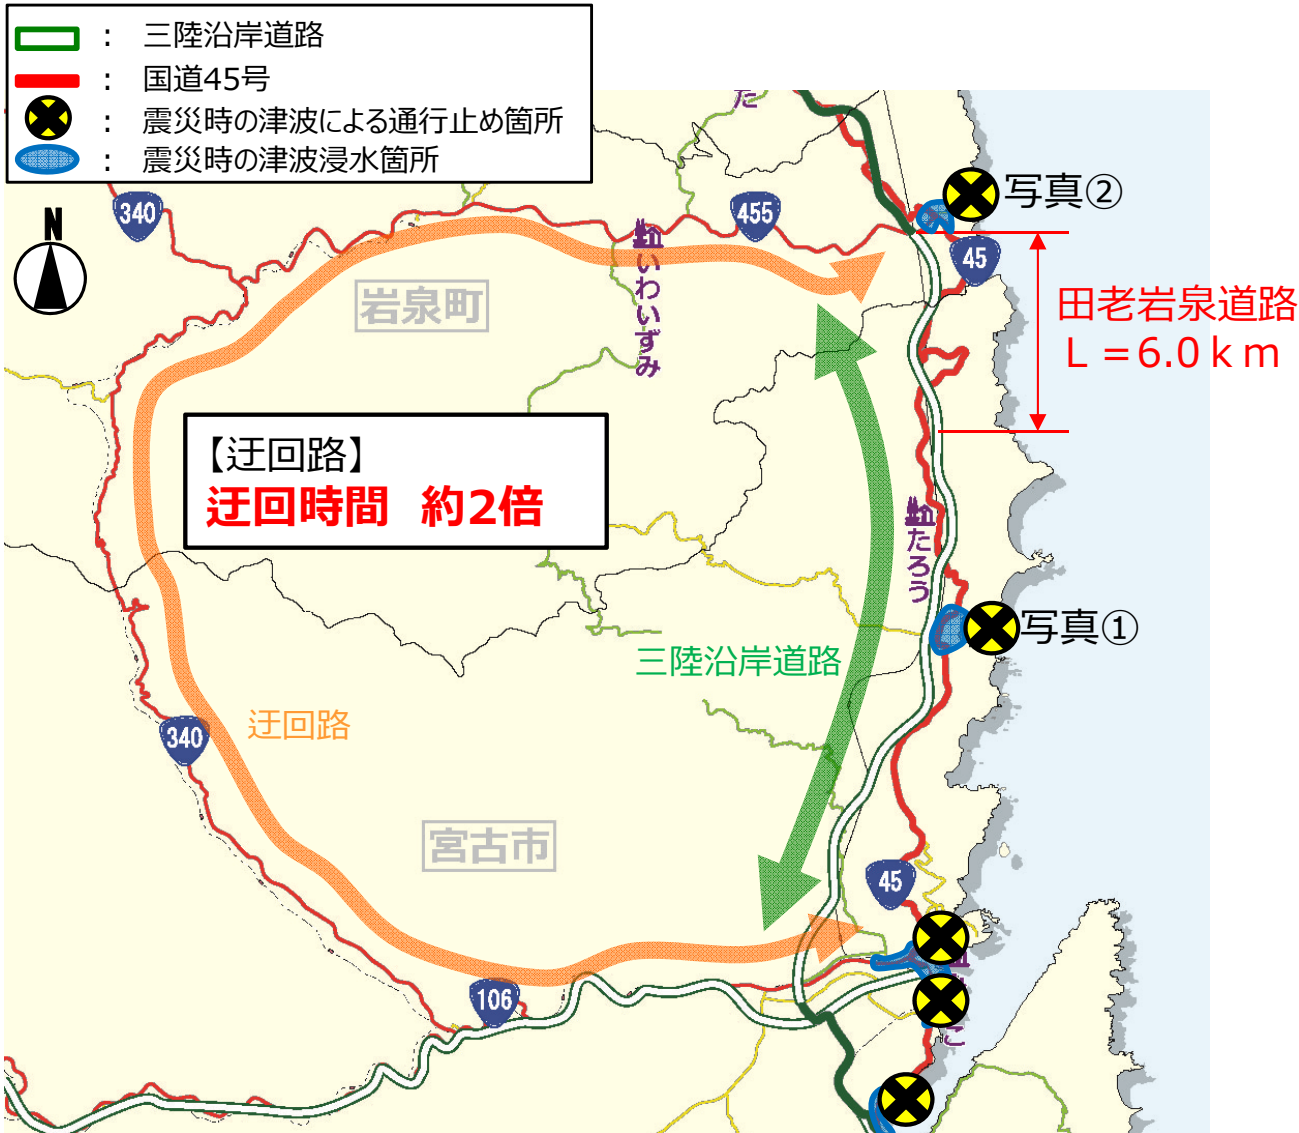 ： 三陸沿岸道路
： 国道45号
： 震災時の津波による通行止め箇所
： 震災時の津波浸水箇所
N
340
455
た
写真②
45
いわいずみ
岩泉町
田老岩泉道路
L＝6.0ｋｍ
【迂回路】
迂回時間 約2倍
たろう
写真①
三陸沿岸道路
迂回路
340
宮古市
45
106
こ